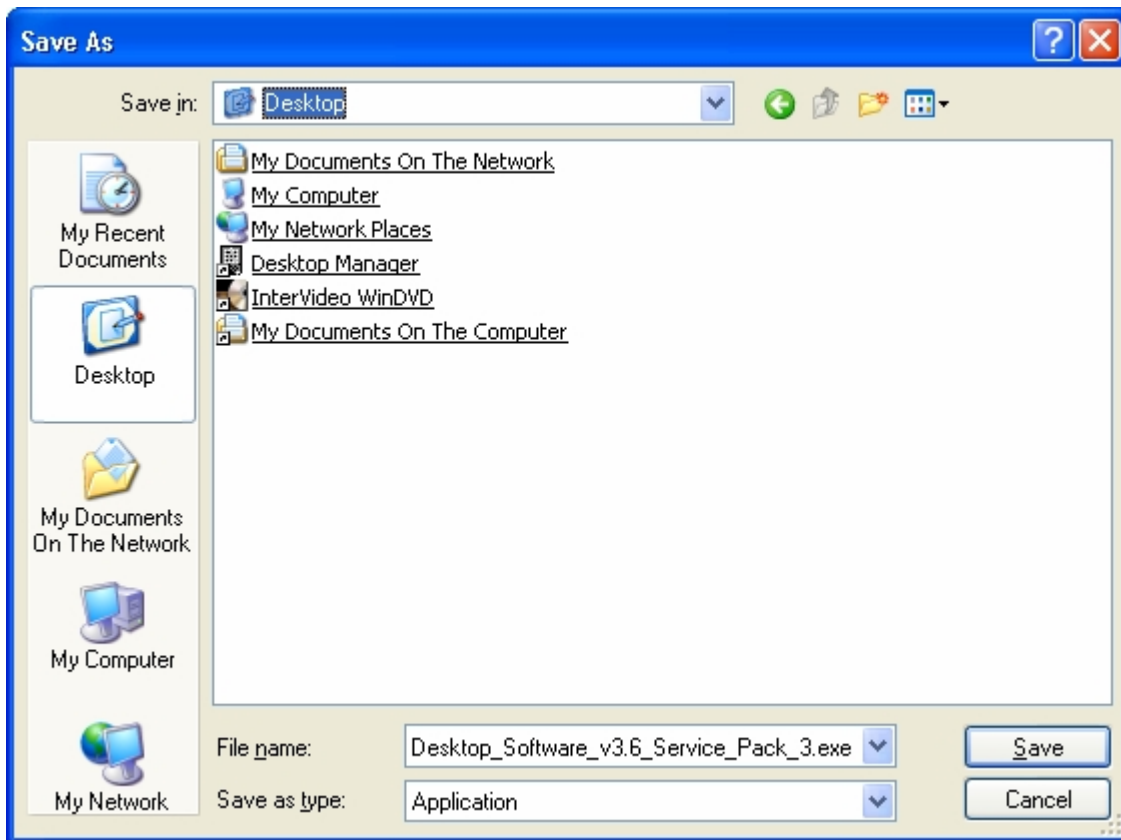 Save As
Save in:
Desktop
My Documents On The Network
My Computer
My Network Places
Desktop Manager
InterVideo WinDVD
My Documents On The Computer
My Recent
Documents
Desktop
My Documents
On The Network
My Computer
My Network
File name:
Desktop_Software_v3.6_Service_Pack_3.exe
Save
Save as type:
Application
Cancel